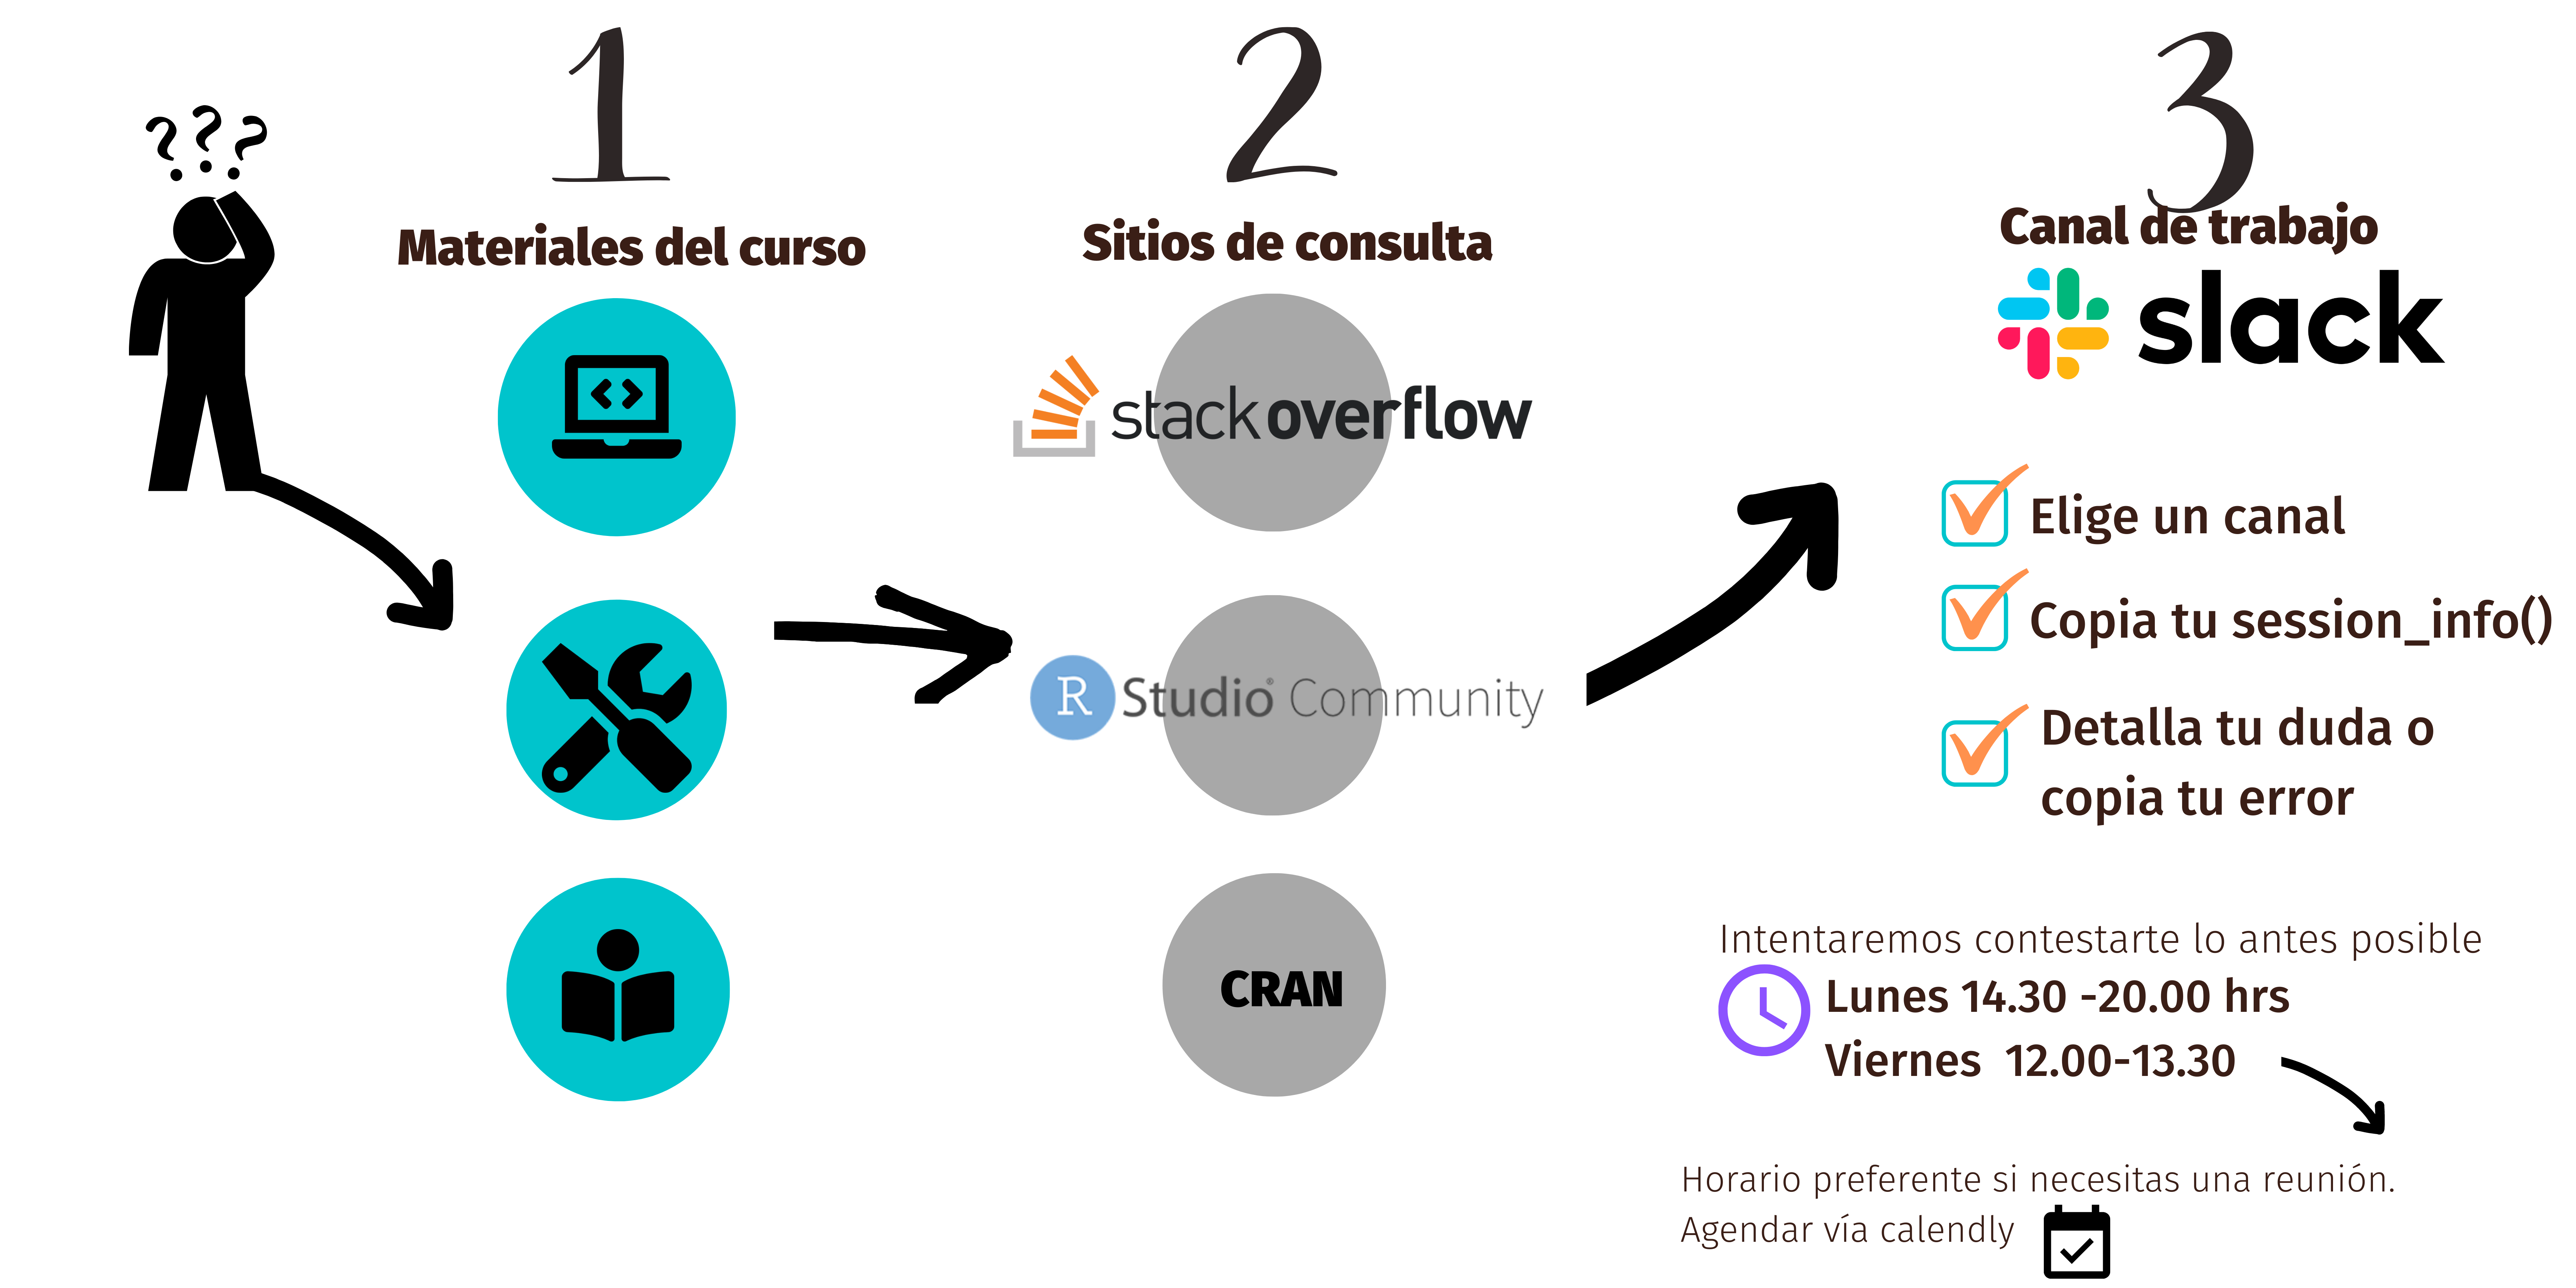 ? ? ?
1
Materiales del curso
2
Sitios de consulta
stackoverflow
R Studio® Community
CRAN
3
Canal de trabajo
slack
Elige un canal
Copia tu session_info()
Detalla tu duda o
copia tu error
Intentaremos contestarte lo antes posible
Lunes 14.30 -20.00 hrs
Viernes 12.00-13.30
Horario preferente si necesitas una reunión.
Agendar vía calendly